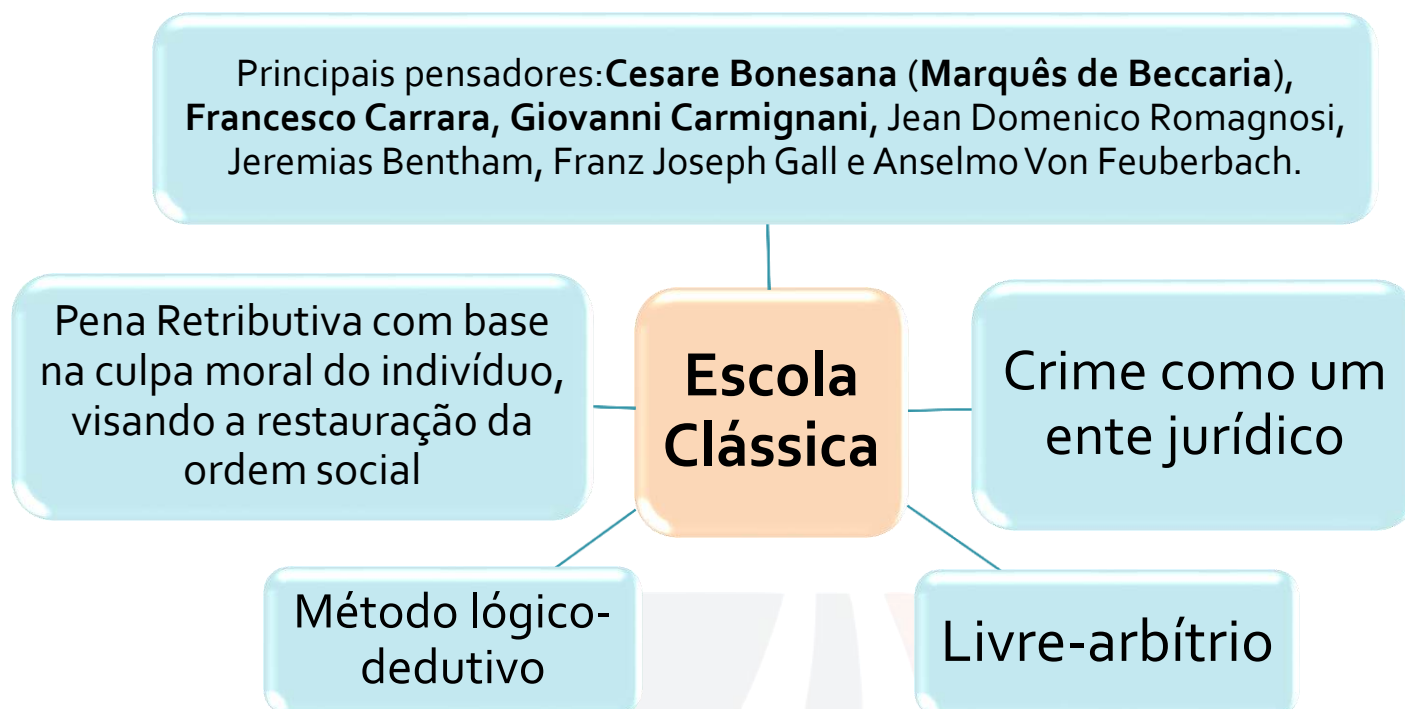 Principais pensadores:Cesare Bonesana (Marquês de Beccaria),
Francesco Carrara, Giovanni Carmignani, Jean Domenico Romagnosi,
Jeremias Bentham, Franz Joseph Gall e Anselmo Von Feuberbach.
Pena Retributiva com base
na culpa moral do indivíduo,
visando a restauração da
ordem social
Escola
Clássica
Crime como um
ente jurídico
Método lógico-
dedutivo
Livre-arbítrio